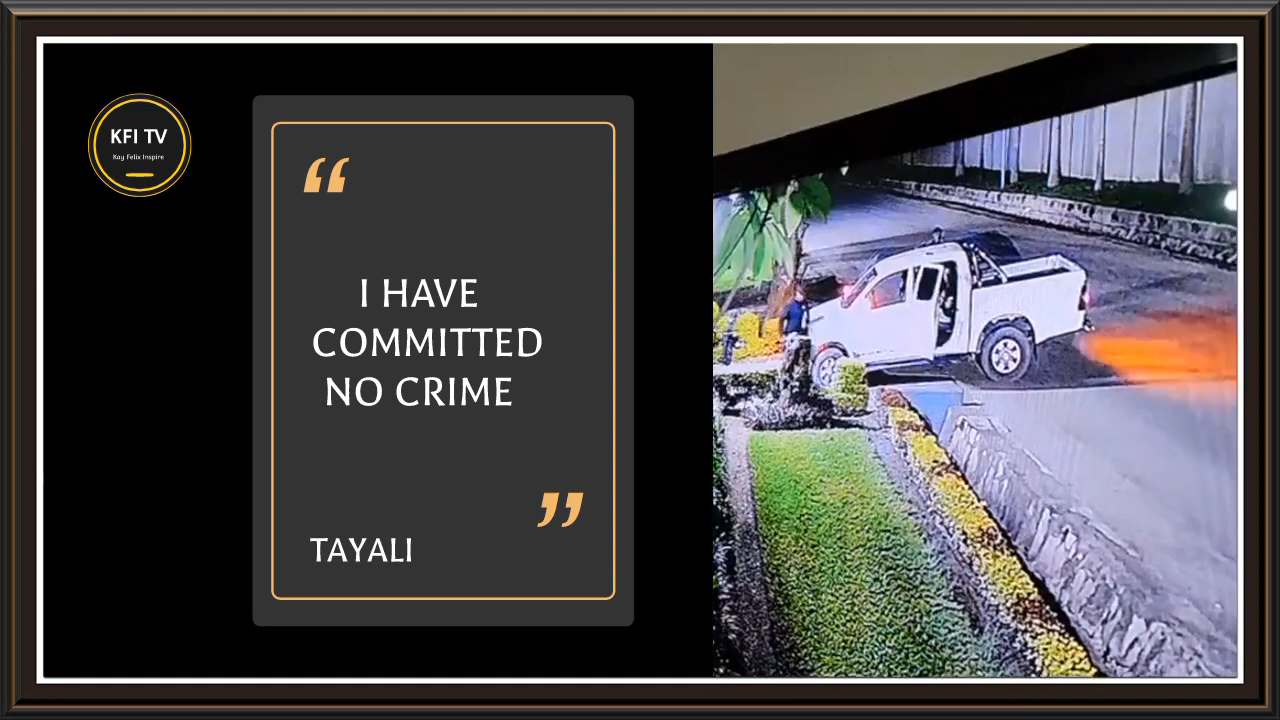 KFI TV
Kay Felix Inspire
“
I HAVE
COMMITTED
NO CRIME
”
TAYALI